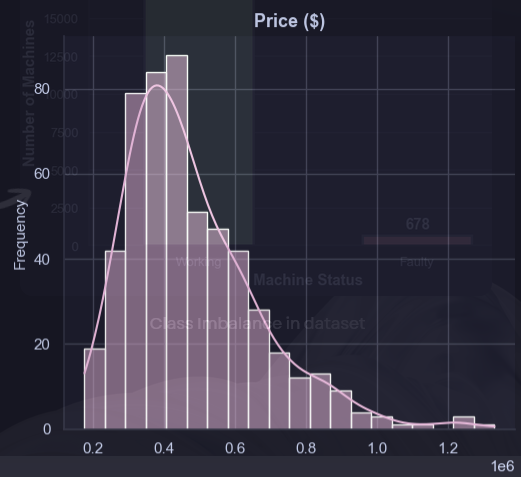 Price ($)
15000
12500
10000
7500
5000
2500
0
Number of Machines
80
60
40
20
0
Frequency
678
Working
Faulty
Machine Status
Class Imbalance in dataset
0.2 0.4 0.6 0.8 1.0 1.2
1e6